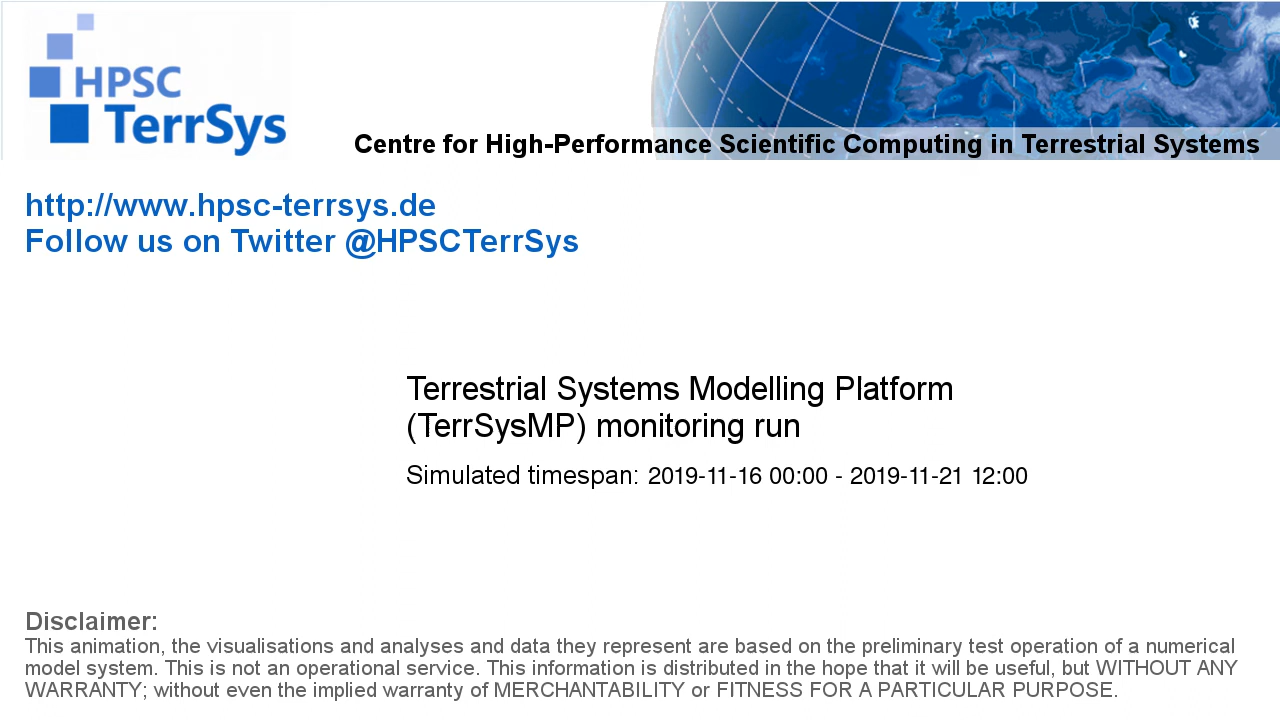 HPSC
TerrSys
Centre for High-Performance Scientific Computing in Terrestrial Systems
http://www.hpsc-terrsys.de
Follow us on Twitter @HPSCTerrSys
Terrestrial Systems Modelling Platform
(TerrSysMP) monitoring run
Simulated timespan: 2019-11-16 00:00 - 2019-11-21 12:00
Disclaimer:
This animation, the visualisations and analyses and data they represent are based on the preliminary test operation of a numerical
model system. This is not an operational service. This information is distributed in the hope that it will be useful, but WITHOUT ANY
WARRANTY; without even the implied warranty of MERCHANTABILITY or FITNESS FOR A PARTICULAR PURPOSE.